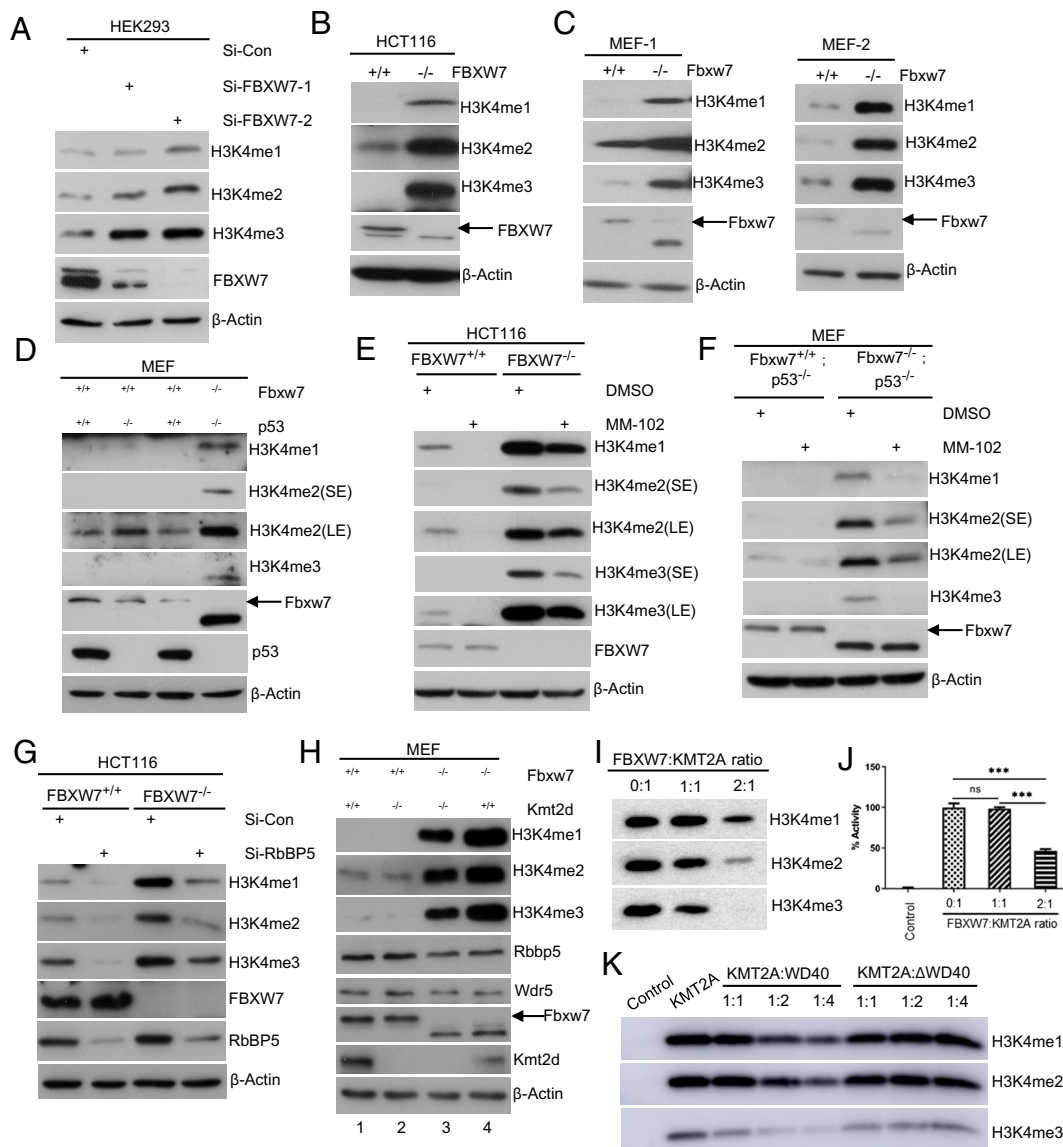 A
HEK293
+ Si-Con
+ Si-FBXW7-1
+ Si-FBXW7-2
H3K4me1
H3K4me2
H3K4me3
FBXW7
β-Actin
B
HCT116
+/+ -/- FBXW7
H3K4me1
H3K4me2
H3K4me3
FBXW7
β-Actin
C
MEF-1
+/+ -/- Fbxw7
H3K4me1
H3K4me2
H3K4me3
Fbxw7
β-Actin
MEF-2
+/+ -/- Fbxw7
H3K4me1
H3K4me2
H3K4me3
Fbxw7
β-Actin
D
MEF
+/+ +/+ +/+ -/- Fbxw7
+/+ -/- +/+ -/- p53
H3K4me1
H3K4me2(SE)
H3K4me2(LE)
H3K4me3
Fbxw7
p53
β-Actin
E
HCT116
FBXW7+/+ FBXW7-/-
+ + DMSO
+ + MM-102
H3K4me1
H3K4me2(SE)
H3K4me2(LE)
H3K4me3(SE)
H3K4me3(LE)
FBXW7
β-Actin
F
MEF
Fbxw7+/+ ; Fbxw7-/- ;
p53-/- p53-/-
+ + DMSO
+ + MM-102
H3K4me1
H3K4me2(SE)
H3K4me2(LE)
H3K4me3
Fbxw7
β-Actin
G
HCT116
FBXW7+/+ FBXW7-/-
+ + Si-Con
+ + Si-RbBP5
H3K4me1
H3K4me2
H3K4me3
FBXW7
RbBP5
β-Actin
H
MEF
+/+ +/+ -/- -/- Fbxw7
+/+ -/- -/- +/+ Kmt2d
H3K4me1
H3K4me2
H3K4me3
Rbbp5
Wdr5
Fbxw7
Kmt2d
β-Actin
1 2 3 4
I
FBXW7:KMT2A ratio
0:1 1:1 2:1
H3K4me1
H3K4me2
H3K4me3
J
% Activity
150
100
50
0
***
ns ***
Control 0:1 1:1 2:1
FBXW7:KMT2A ratio
K
Control KMT2A KMT2A:WD40 KMT2A:ΔWD40
1:1 1:2 1:4 1:1 1:2 1:4
H3K4me1
H3K4me2
H3K4me3